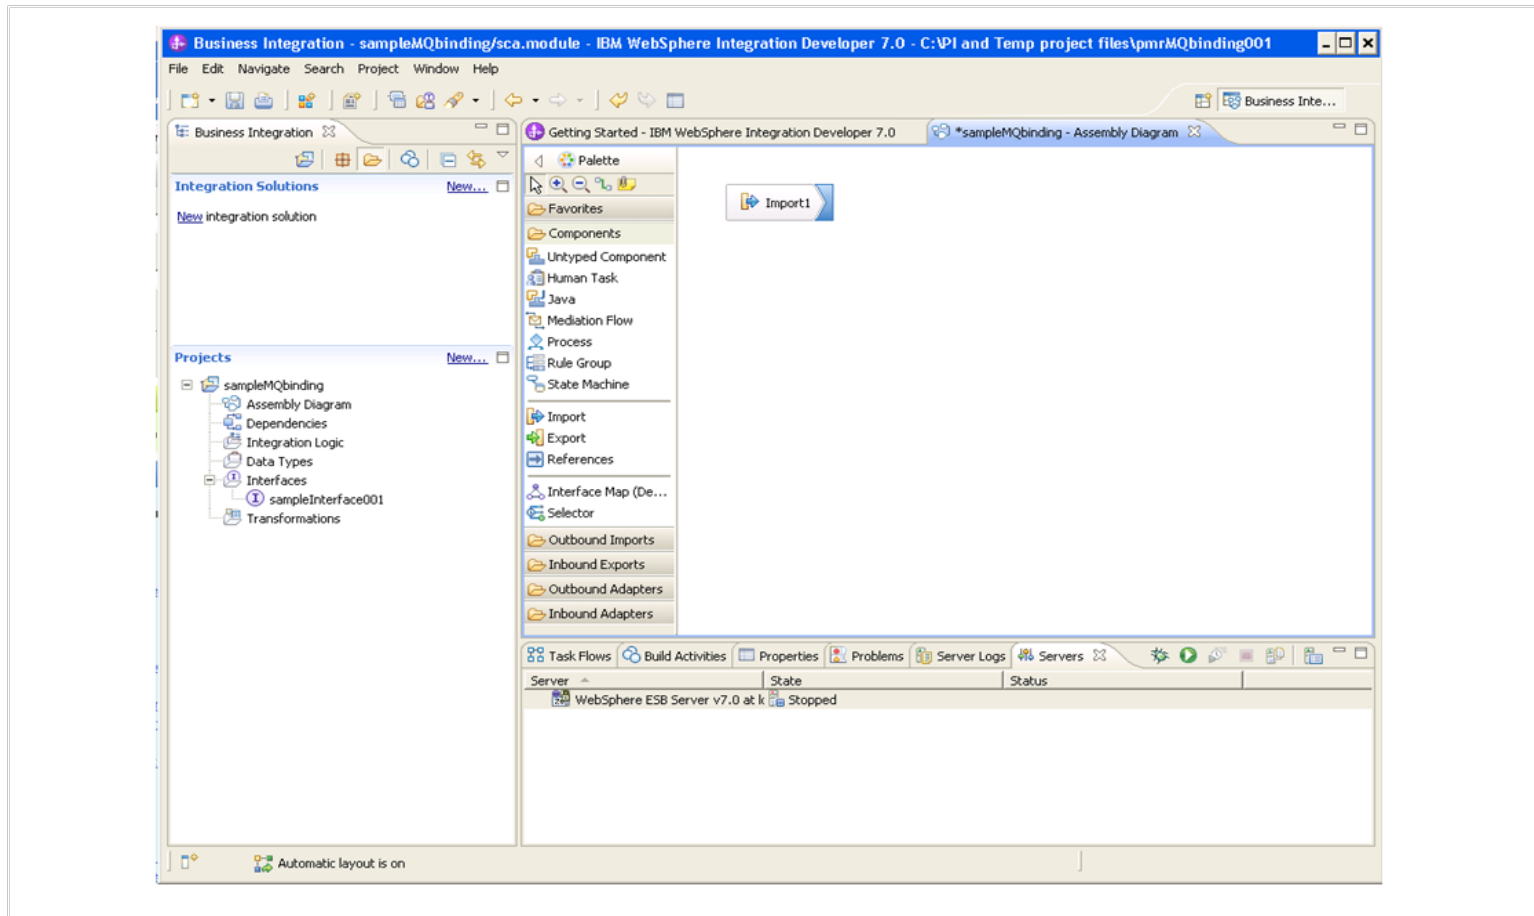 Business Integration - sampleMQbinding/sca.module - IBM WebSphere Integration Developer 7.0 - C:\PI and Temp project files\pmrMQbinding001
File Edit Navigate Search Project Window Help
Business Inte...
Business Integration
Integration Solutions New...
New integration solution
Projects New...
sampleMQbinding
Assembly Diagram
Dependencies
Integration Logic
Data Types
Interfaces
sampleInterface001
Transformations
Getting Started - IBM WebSphere Integration Developer 7.0 *sampleMQbinding - Assembly Diagram
Palette
Favorites
Components
Untyped Component
Human Task
Java
Mediation Flow
Process
Rule Group
State Machine
Import
Export
References
Interface Map (De...
Selector
Outbound Imports
Inbound Exports
Outbound Adapters
Inbound Adapters
Import1
Task Flows Build Activities Properties Problems Server Logs Servers
Server State Status
WebSphere ESB Server v7.0 at k Stopped
Automatic layout is on